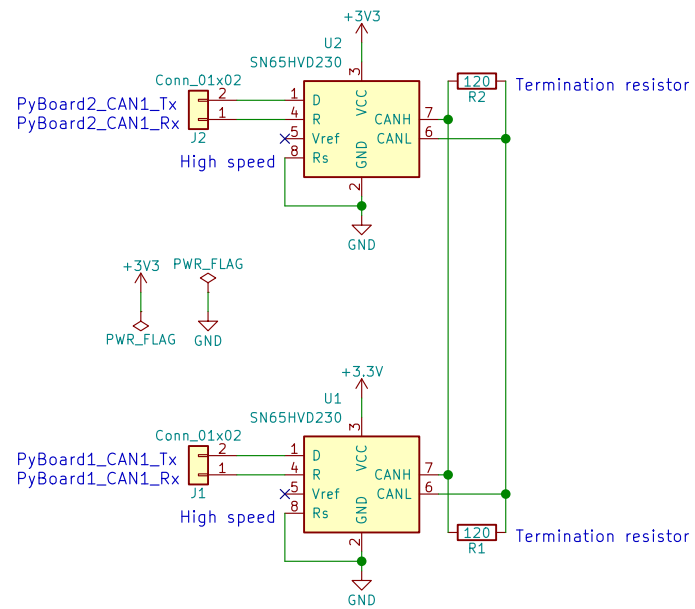 +3V3
U2
SN65HVD230
Conn_01x02
PyBoard2_CAN1_Tx
PyBoard2_CAN1_Rx
2
1
J2
High speed
3
1
4
5
8
D
R
Vref
Rs
VCC
GND
CANH
CANL
7
6
2
GND
120
R2
Termination resistor
+3V3
PWR_FLAG
PWR_FLAG
GND
+3.3V
U1
SN65HVD230
Conn_01x02
PyBoard1_CAN1_Tx
PyBoard1_CAN1_Rx
2
1
J1
High speed
3
1
4
5
8
D
R
Vref
Rs
VCC
GND
CANH
CANL
7
6
2
GND
120
R1
Termination resistor